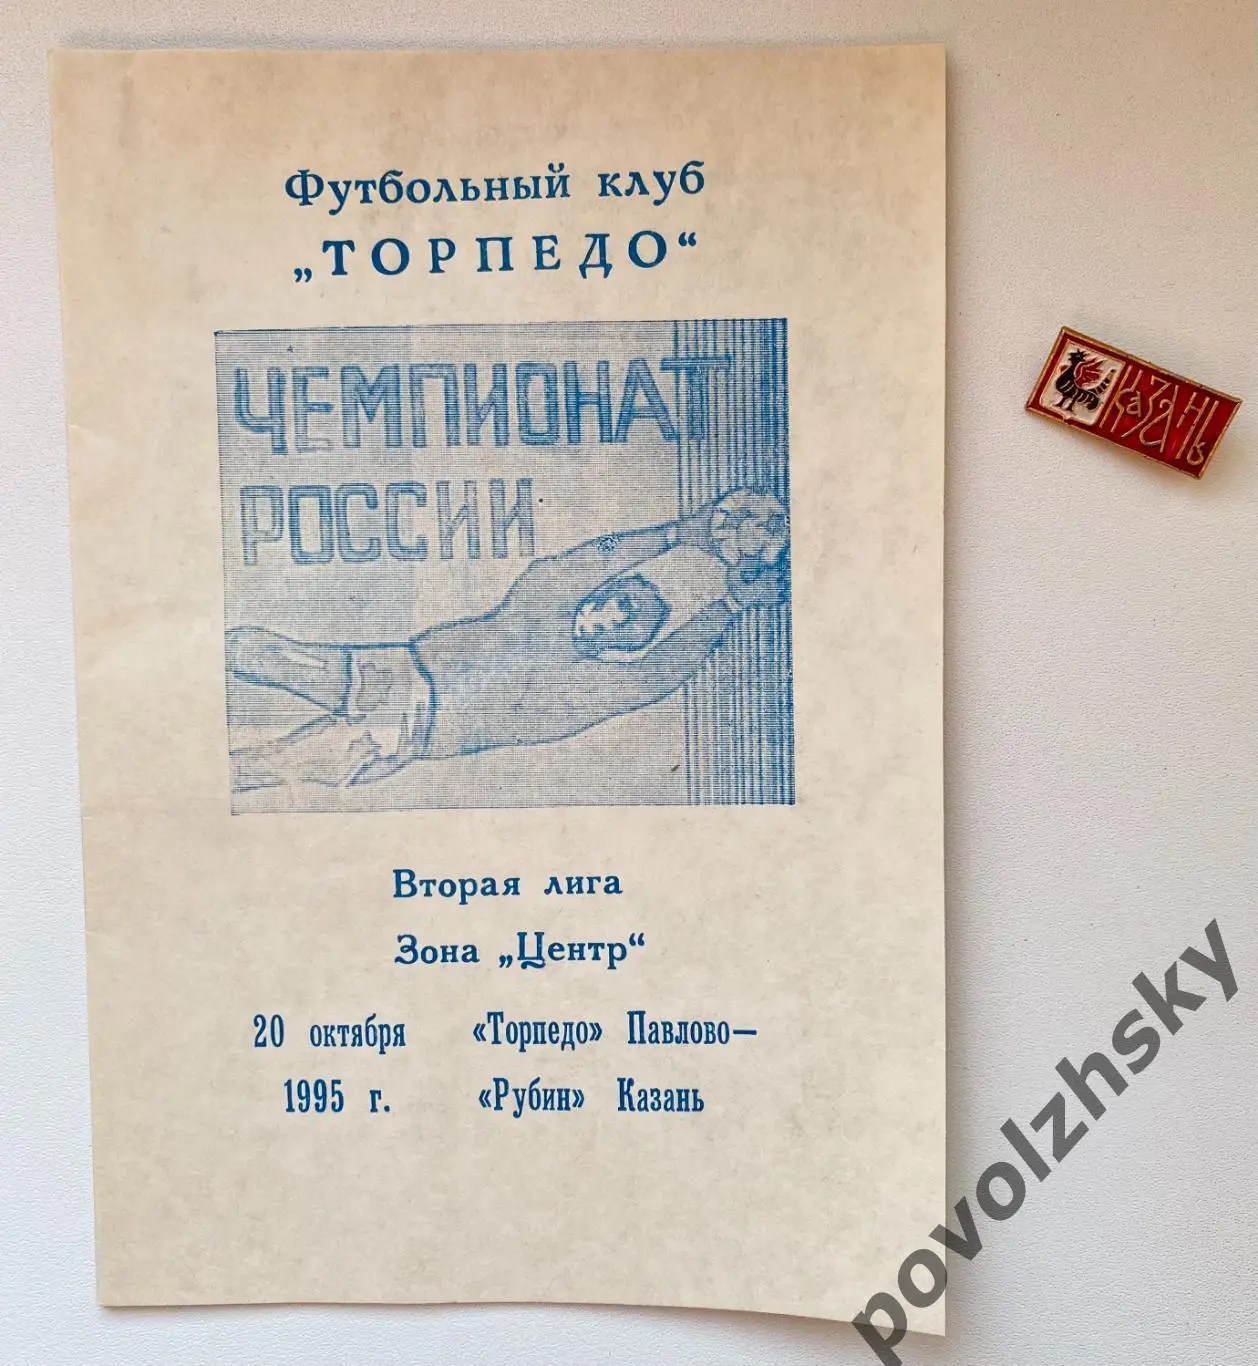 Футбольный клуб
„ТОРПЕДО“
ЧЕМПИОНАТ
РОССИИ
Вторая лига
Зона „Центр“
20 октября «Торпедо» Павлово—
1995 г. «Рубин» Казань
Казань
povolzhsky